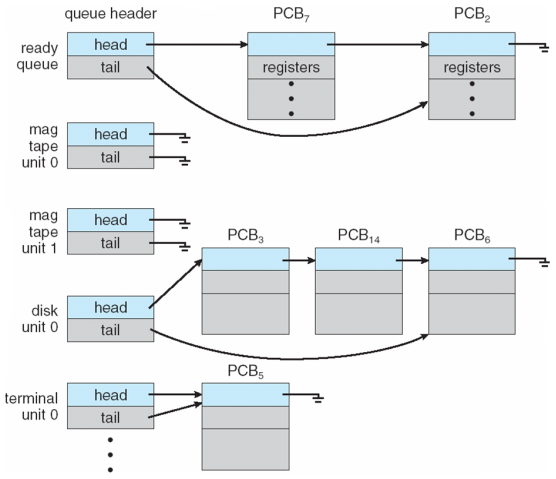 queue header
PCB7
PCB2
ready
queue
head
tail
registers
registers
mag
tape
unit 0
head
tail
mag
tape
unit 1
head
tail
PCB3
PCB14
PCB6
disk
unit 0
head
tail
PCB5
terminal
unit 0
head
tail